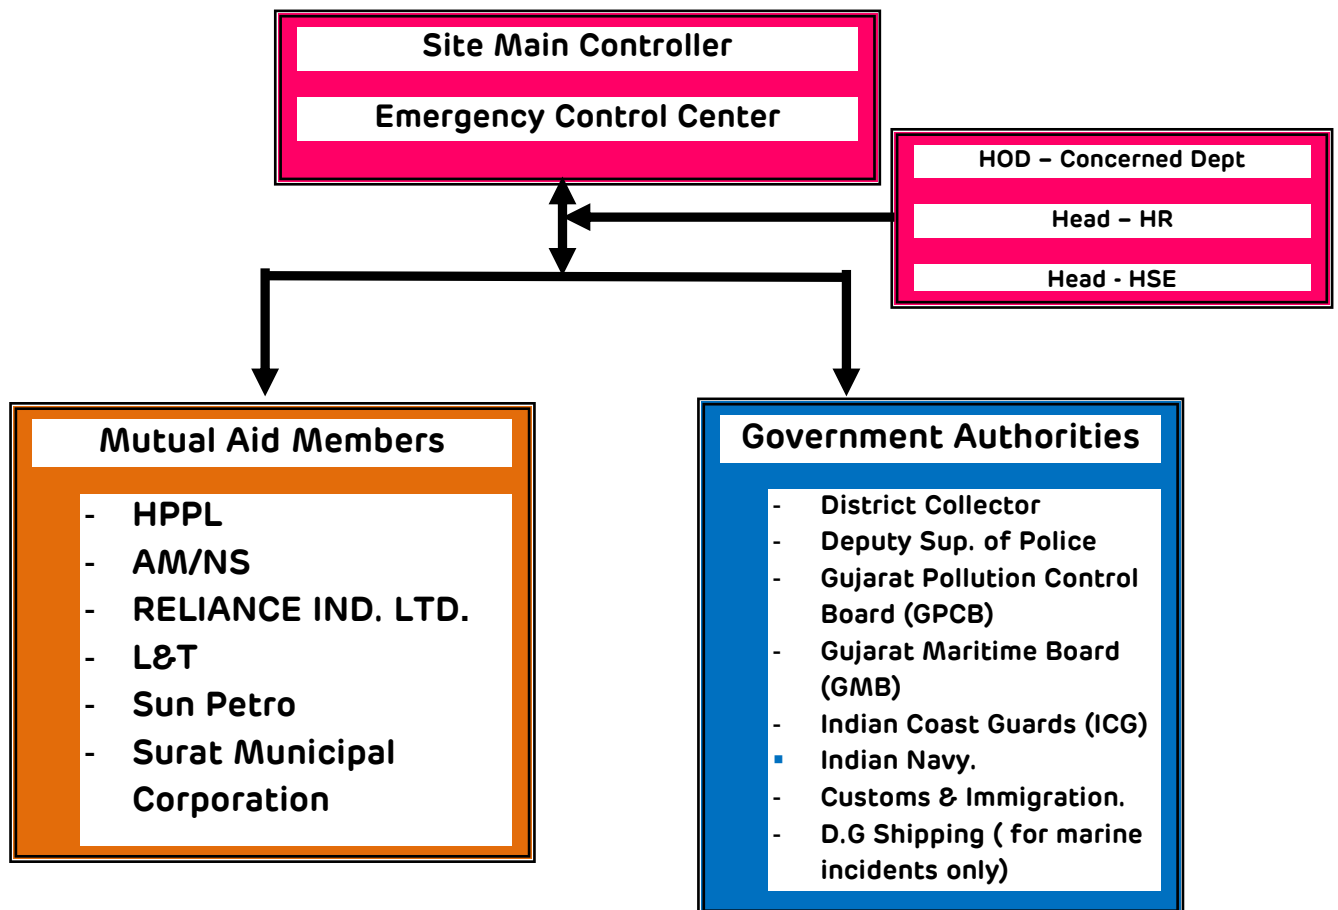 Site Main Controller
Emergency Control Center
HOD – Concerned Dept
Head – HR
Head - HSE
Mutual Aid Members
- HPPL
- AM/NS
- RELIANCE IND. LTD.
- L&T
- Sun Petro
- Surat Municipal
Corporation
Government Authorities
- District Collector
- Deputy Sup. of Police
- Gujarat Pollution Control
Board (GPCB)
- Gujarat Maritime Board
(GMB)
- Indian Coast Guards (ICG)
▪ Indian Navy.
- Customs & Immigration.
- D.G Shipping ( for marine
incidents only)